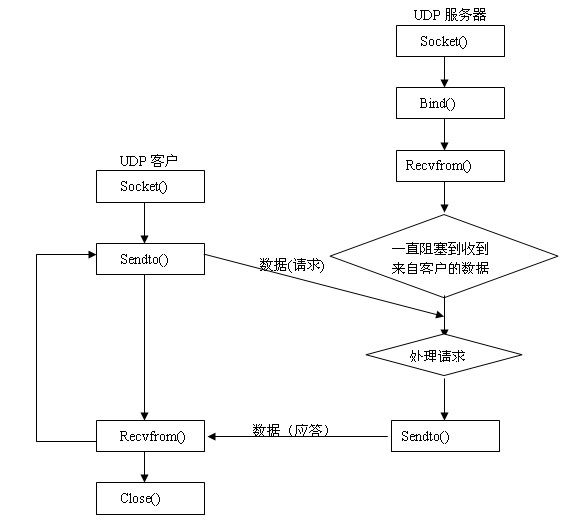 UDP 服务器
Socket()
Bind()
Recvfrom()
UDP 客户
Socket()
一直阻塞到收到
来自客户的数据
Sendto()
数据(请求)
处理请求
数据（应答）
Recvfrom()
Sendto()
Close()